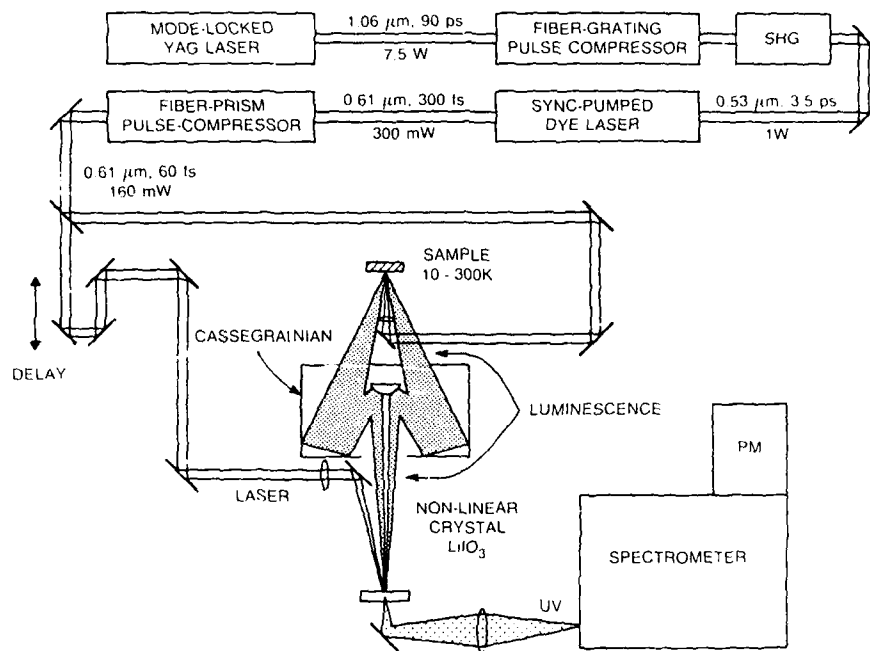 MODE-LOCKED
YAG LASER
1.06 μm, 90 ps
7.5 W
FIBER-GRATING
PULSE COMPRESSOR
SHG
FIBER-PRISM
PULSE-COMPRESSOR
0.61 μm, 300 fs
300 mW
SYNC-PUMPED
DYE LASER
0.53 μm, 3.5 ps
1W
0.61 μm, 60 fs
160 mW
SAMPLE
10 - 300K
CASSEGRAINIAN
DELAY
LUMINESCENCE
PM
LASER
NON-LINEAR
CRYSTAL
LiIO₃
SPECTROMETER
UV